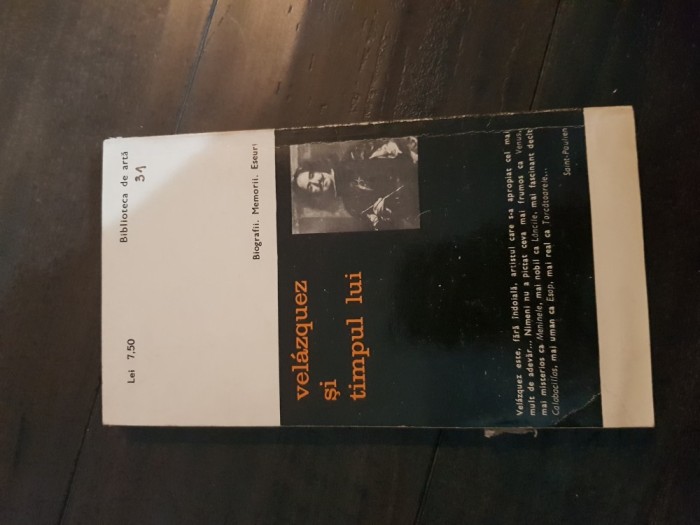 Lei 7,50
Biblioteca de artă
31
Biografii. Memorii. Eseuri
velázquez
și
timpul lui
Velázquez este, fără îndoială, artistul care s-a apropiat cel mai
mult de adevăr... Nimeni nu a pictat ceva mai frumos ca Venus,
mai misterios ca Meninele, mai nobil ca Lăncile, mai fascinant decît
Calabacillas, mai uman ca Esop, mai real ca Torcătoarele...
Saint-Paulien